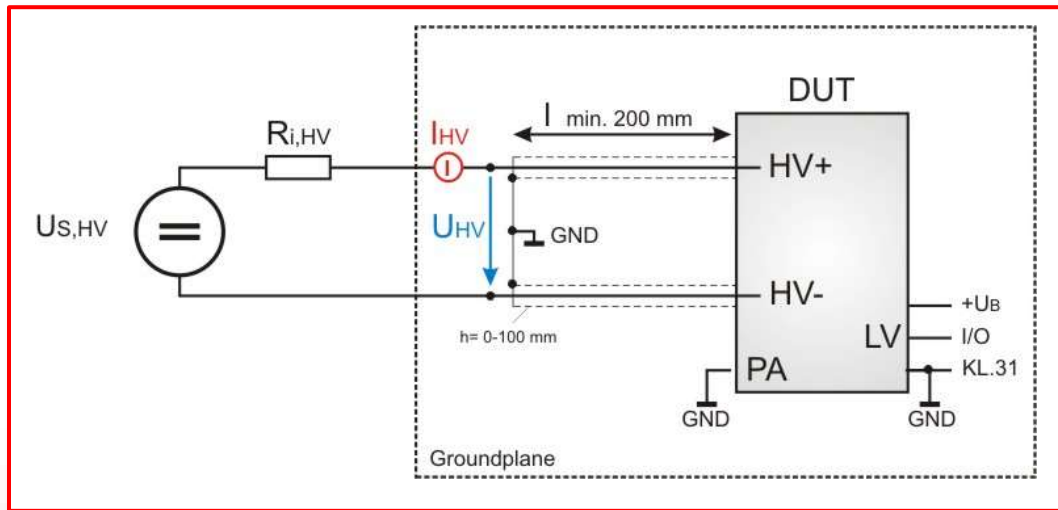 DUT
l min. 200 mm
Ri,HV
IHV
I
HV+
US,HV
UHV
GND
HV-
+UB
h= 0-100 mm
LV
I/O
PA
KL.31
GND
GND
Groundplane